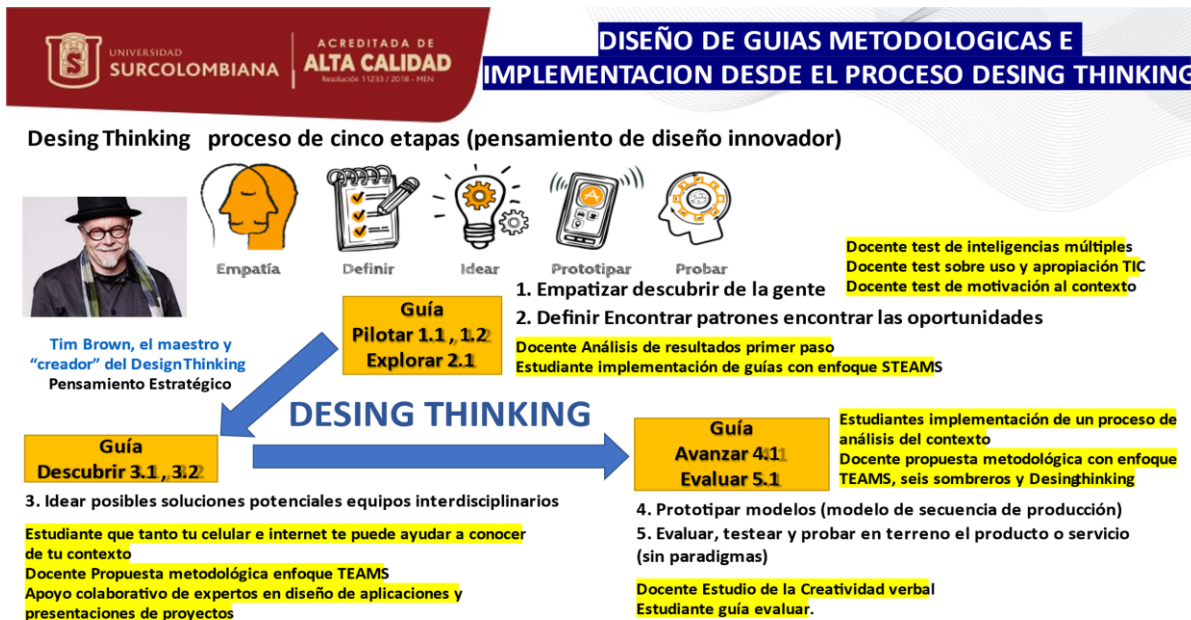 UNIVERSIDAD
SURCOLOMBIANA
ACREDITADA DE
ALTA CALIDAD
Resolución 11233 / 2018 - MEN
DISEÑO DE GUIAS METODOLOGICAS E
IMPLEMENTACION DESDE EL PROCESO DESING THINKING
Desing Thinking proceso de cinco etapas (pensamiento de diseño innovador)
Empatía
Definir
Idear
Prototipar
Probar
Docente test de inteligencias múltiples
Docente test sobre uso y apropiación TIC
Docente test de motivación al contexto
1. Empatizar descubrir de la gente
2. Definir Encontrar patrones encontrar las oportunidades
Docente Análisis de resultados primer paso
Estudiante implementación de guías con enfoque STEAMS
Guía
Pilotar 1.1 , 1.2
Explorar 2.1
Tim Brown, el maestro y
“creador” del Design Thinking
Pensamiento Estratégico
DESING THINKING
Guía
Descubrir 3.1 , 3.2
3. Idear posibles soluciones potenciales equipos interdisciplinarios
Estudiante que tanto tu celular e internet te puede ayudar a conocer
de tu contexto
Docente Propuesta metodológica enfoque TEAMS
Apoyo colaborativo de expertos en diseño de aplicaciones y
presentaciones de proyectos
Guía
Avanzar 4.1
Evaluar 5.1
Estudiantes implementación de un proceso de
análisis del contexto
Docente propuesta metodológica con enfoque
TEAMS, seis sombreros y Desingthinking
4. Prototipar modelos (modelo de secuencia de producción)
5. Evaluar, testear y probar en terreno el producto o servicio
(sin paradigmas)
Docente Estudio de la Creatividad verbal
Estudiante guía evaluar.